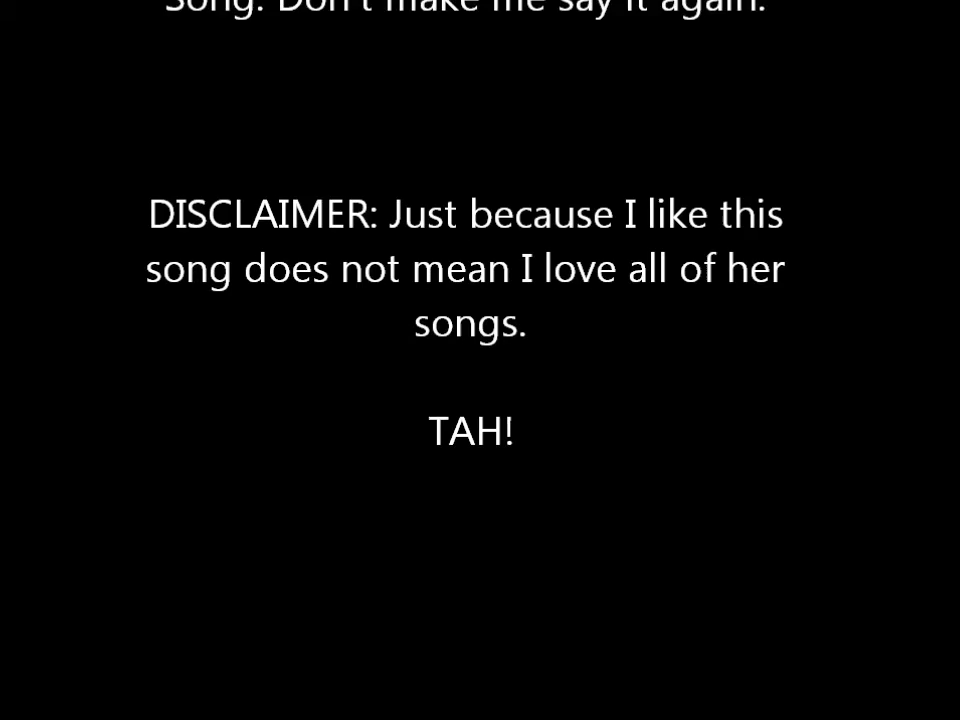 Song: Don't make me say it again.
DISCLAIMER: Just because I like this
song does not mean I love all of her
songs.
TAH!